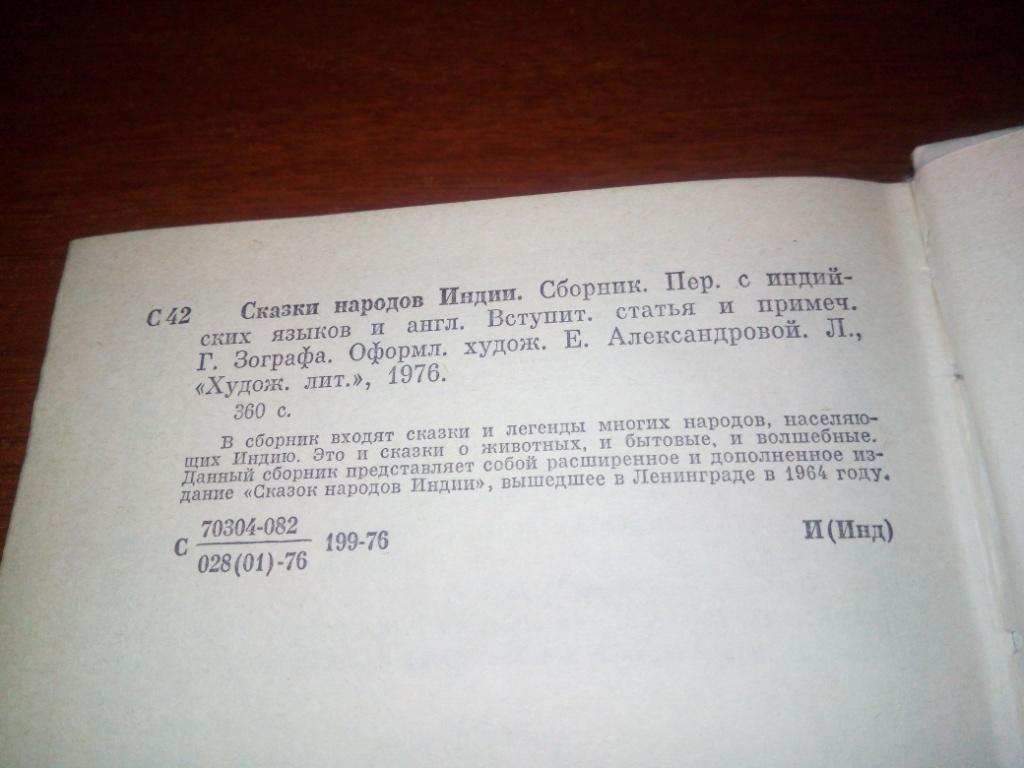 С 42 Сказки народов Индии. Сборник. Пер. с индий-
ских языков и англ. Вступит. статья и примеч.
Г. Зографа. Оформл. худож. Е. Александровой. Л.,
«Худож. лит.», 1976.
360 с.
В сборник входят сказки и легенды многих народов, населяю-
щих Индию. Это и сказки о животных, и бытовые, и волшебные.
Данный сборник представляет собой расширенное и дополненное из-
дание «Сказок народов Индии», вышедшее в Ленинграде в 1964 году.
70304-082
С 199-76 И (Инд)
028(01)-76